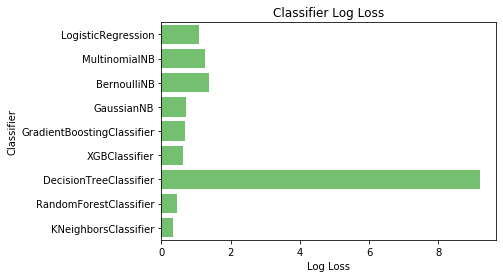 Classifier Log Loss
Classifier
LogisticRegression
MultinomialNB
BernoulliNB
GaussianNB
GradientBoostingClassifier
XGBClassifier
DecisionTreeClassifier
RandomForestClassifier
KNeighborsClassifier
0 2 4 6 8
Log Loss